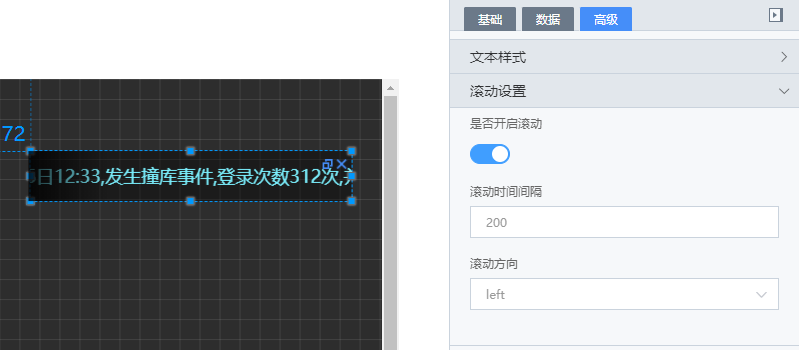 基础 数据 高级
文本样式
滚动设置
是否开启滚动
滚动时间间隔
200
滚动方向
left
72
日12:33,发生撞库事件,登录次数312次,